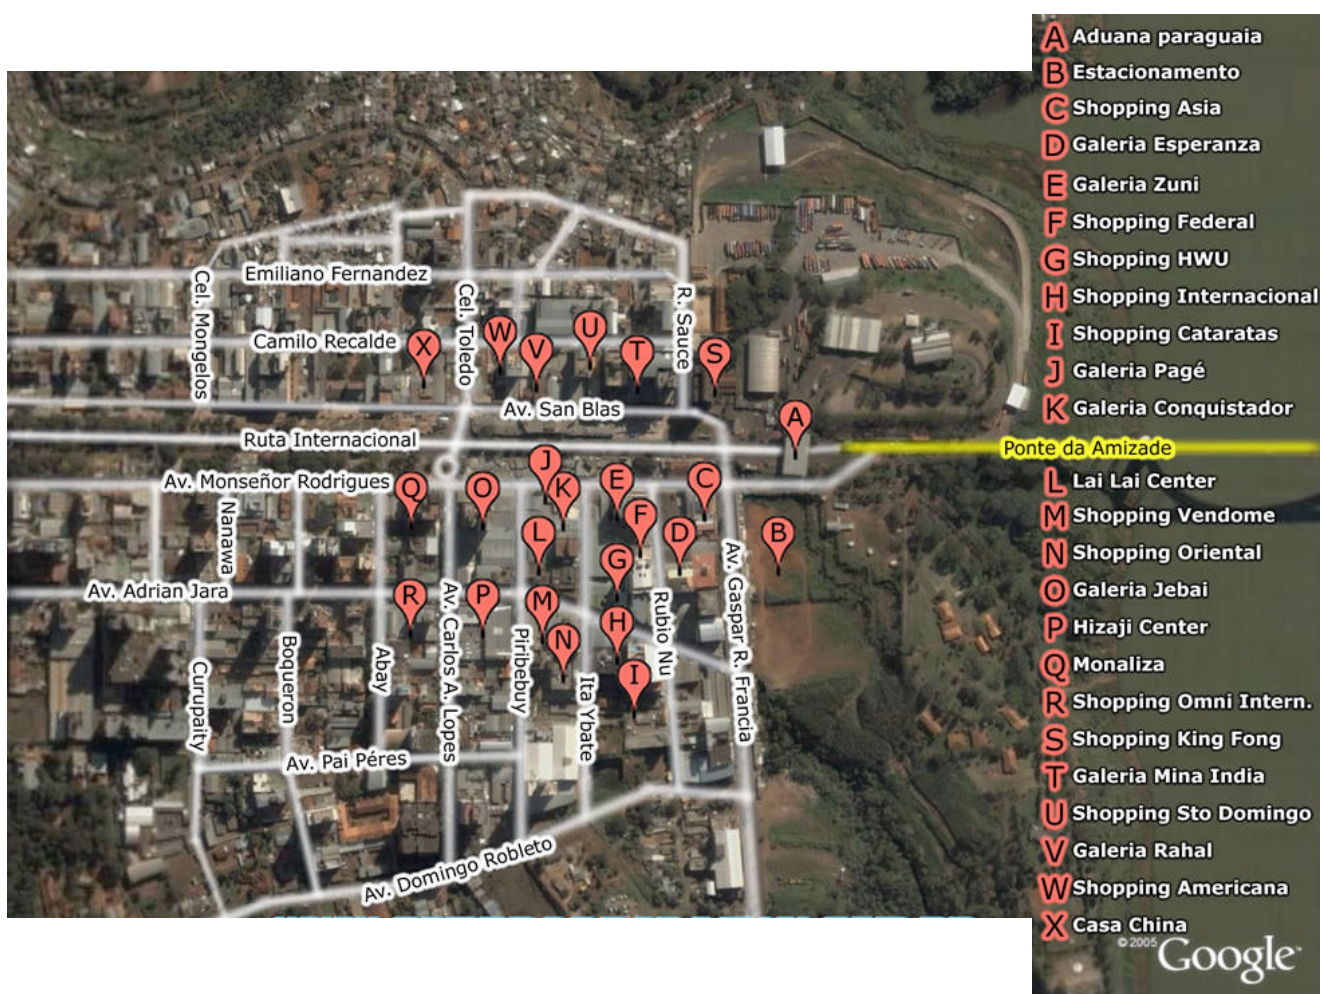 A Aduana paraguaia
B Estacionamento
C Shopping Asia
D Galeria Esperanza
E Galeria Zuni
F Shopping Federal
G Shopping HWU
H Shopping Internacional
I Shopping Cataratas
J Galeria Pagé
K Galeria Conquistador
Ponte da Amizade
L Lai Lai Center
M Shopping Vendome
N Shopping Oriental
O Galeria Jebai
P Hizaji Center
Q Monaliza
R Shopping Omni Intern.
S Shopping King Fong
T Galeria Mina India
U Shopping Sto Domingo
V Galeria Rahal
W Shopping Americana
X Casa China
© 2005 Google
Emiliano Fernandez
Cel. Mongelos
Cel. Toledo
R. Sauce
Camilo Recalde
X
W
V
U
T
S
Av. San Blas
A
Ruta Internacional
Av. Monseñor Rodrigues
Q
O
J
K
E
C
F
L
D
B
G
Nanawa
Av. Adrian Jara
R
P
M
N
H
I
Curupaity
Boqueron
Abay
Av. Carlos A. Lopes
Piribebuy
Ita Ybate
Rubio Nu
Av. Gaspar R. Francia
Av. Pai Péres
Av. Domingo Robleto